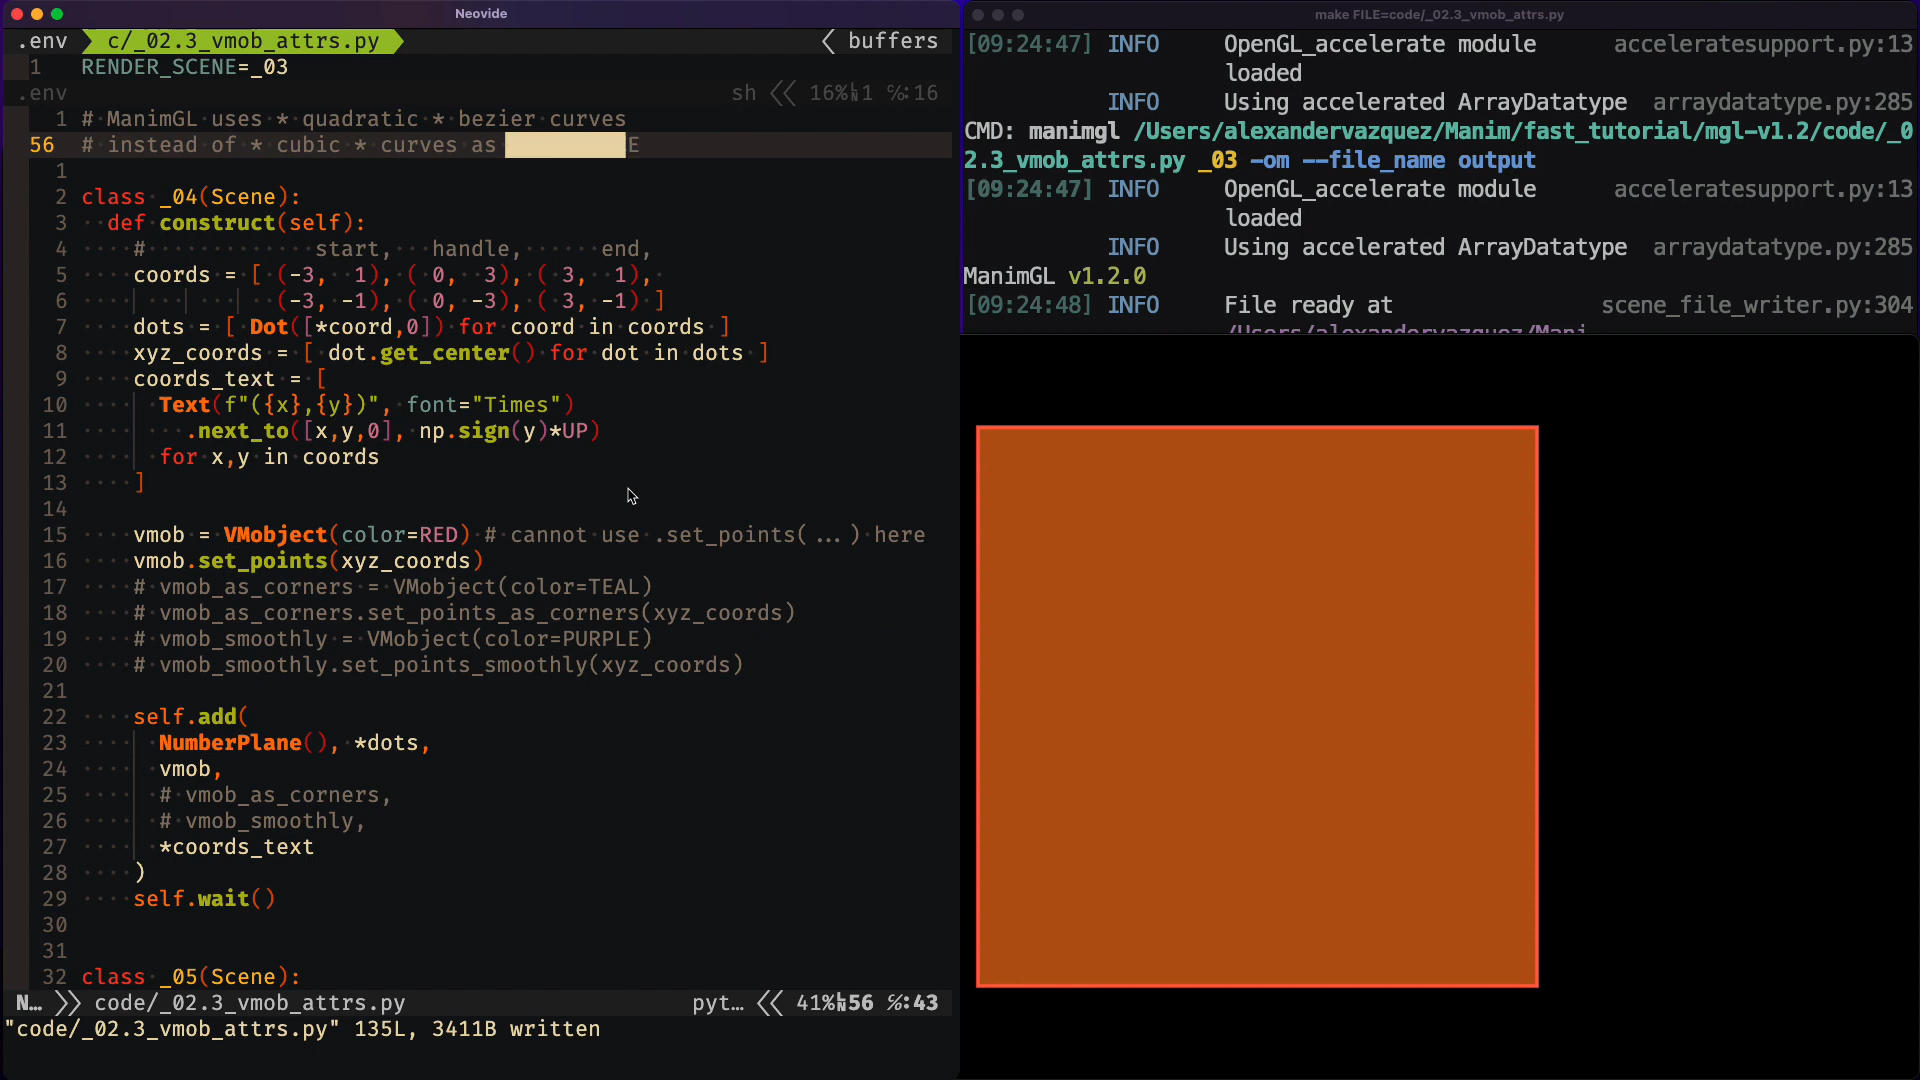 Neovide
.env c/_02.3_vmob_attrs.py buffers
1 RENDER_SCENE=_03
.env sh 16% 1 %:16
1 # ManimGL uses * quadratic * bezier curves
56 # instead of * cubic * curves as E
1
2 class _04(Scene):
3 def construct(self):
4 # start, handle, end,
5 coords = [ (-3, 1), ( 0, 3), ( 3, 1),
6 (-3, -1), ( 0, -3), ( 3, -1) ]
7 dots = [ Dot([*coord,0]) for coord in coords ]
8 xyz_coords = [ dot.get_center() for dot in dots ]
9 coords_text = [
10 Text(f"({x},{y})", font="Times")
11 .next_to([x,y,0], np.sign(y)*UP)
12 for x,y in coords
13 ]
14
15 vmob = VMobject(color=RED) # cannot use .set_points( ... ) here
16 vmob.set_points(xyz_coords)
17 # vmob_as_corners = VMobject(color=TEAL)
18 # vmob_as_corners.set_points_as_corners(xyz_coords)
19 # vmob_smoothly = VMobject(color=PURPLE)
20 # vmob_smoothly.set_points_smoothly(xyz_coords)
21
22 self.add(
23 NumberPlane(), *dots,
24 vmob,
25 # vmob_as_corners,
26 # vmob_smoothly,
27 *coords_text
28 )
29 self.wait()
30
31
32 class _05(Scene):
N… code/_02.3_vmob_attrs.py pyt… 41% 56 %:43
"code/_02.3_vmob_attrs.py" 135L, 3411B written
make FILE=code/_02.3_vmob_attrs.py
[09:24:47] INFO OpenGL_accelerate module acceleratesupport.py:13
loaded
INFO Using accelerated ArrayDatatype arraydatatype.py:285
CMD: manimgl /Users/alexandervazquez/Manim/fast_tutorial/mgl-v1.2/code/_0
2.3_vmob_attrs.py _03 -om --file_name output
[09:24:47] INFO OpenGL_accelerate module acceleratesupport.py:13
loaded
INFO Using accelerated ArrayDatatype arraydatatype.py:285
ManimGL v1.2.0
[09:24:48] INFO File ready at scene_file_writer.py:304
/Users/alexandervazquez/Mani